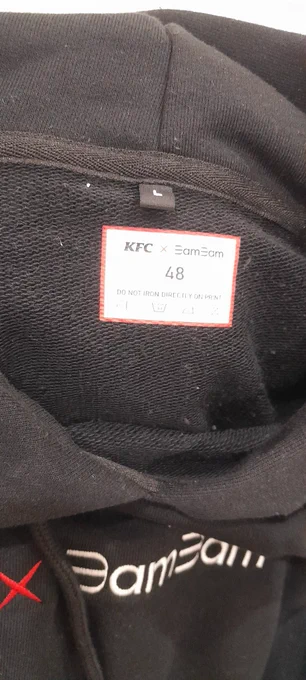 L
KFC × ƎamƎam
48
DO NOT IRON DIRECTLY ON PRINT
X ƎamƎam